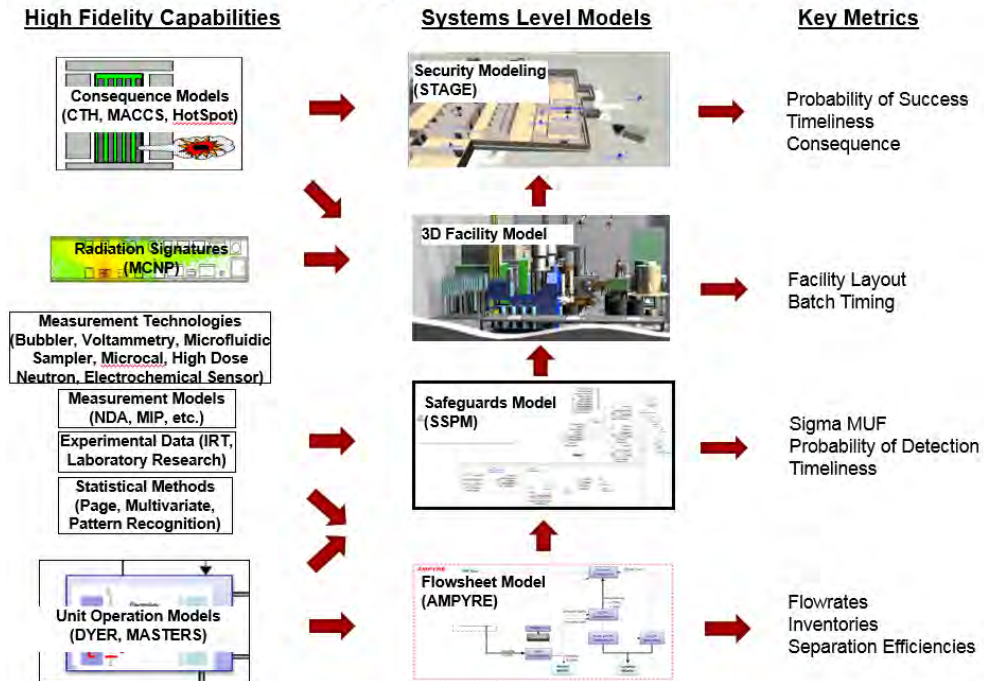 High Fidelity Capabilities
Systems Level Models
Key Metrics
Consequence Models
(CTH, MACCS, HotSpot)
Security Modeling
(STAGE)
Probability of Success
Timeliness
Consequence
Radiation Signatures
(MCNP)
3D Facility Model
Facility Layout
Batch Timing
Measurement Technologies
(Bubbler, Voltammetry, Microfluidic
Sampler, Microcal, High Dose
Neutron, Electrochemical Sensor)
Measurement Models
(NDA, MIP, etc.)
Experimental Data (IRT,
Laboratory Research)
Statistical Methods
(Page, Multivariate,
Pattern Recognition)
Safeguards Model
(SSPM)
Sigma MUF
Probability of Detection
Timeliness
Unit Operation Models
(DYER, MASTERS)
AMPYRE
Flowsheet Model
(AMPYRE)
Flowrates
Inventories
Separation Efficiencies